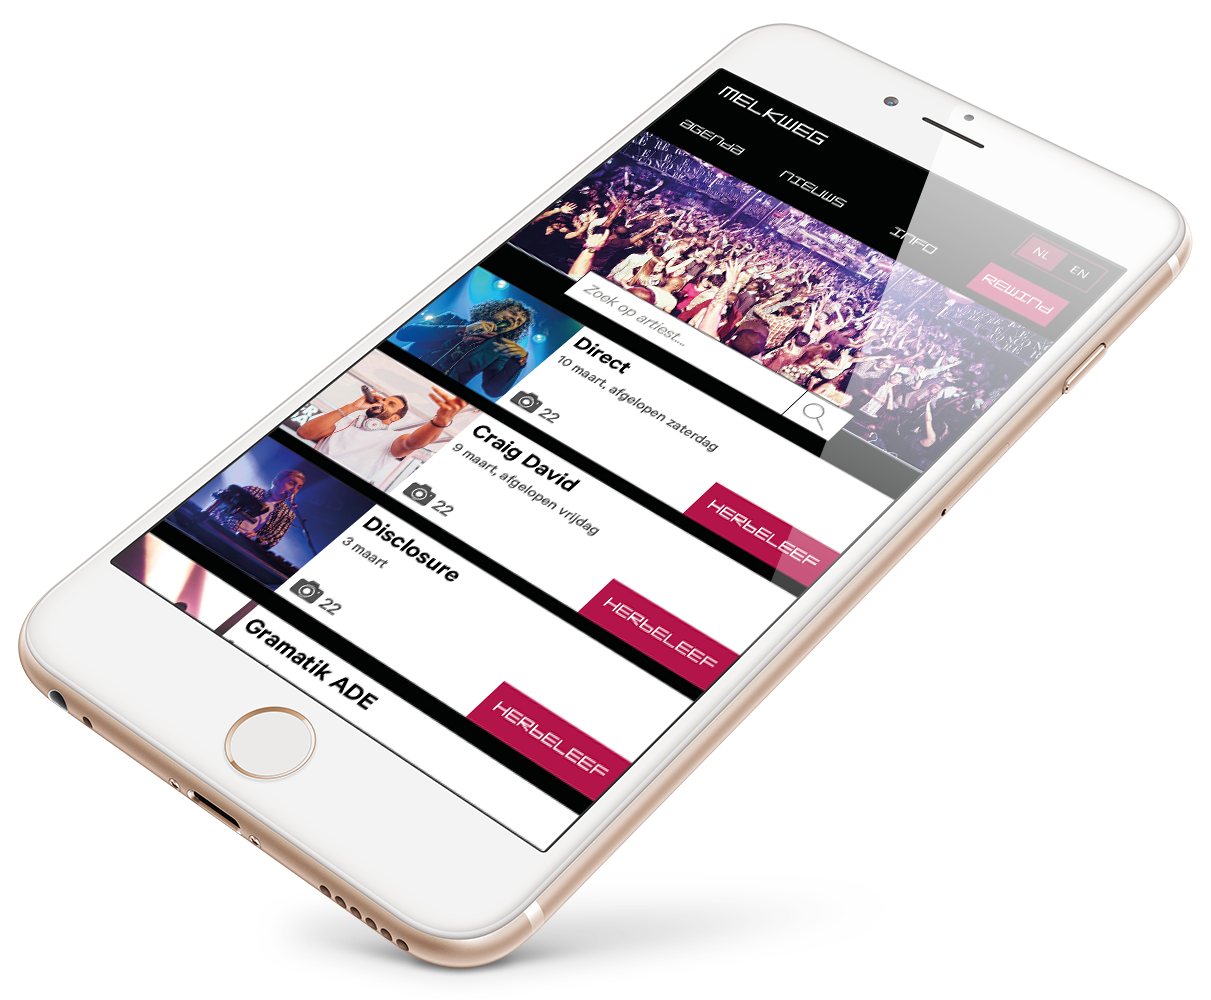 MELKWEG
AGENDA
NIEUWS
INFO
NL EN
REWIND
Zoek op artiest....
Direct
10 maart, afgelopen zaterdag
22
HERBELEEF
Craig David
9 maart, afgelopen vrijdag
22
HERBELEEF
Disclosure
3 maart
22
HERBELEEF
Gramatik ADE